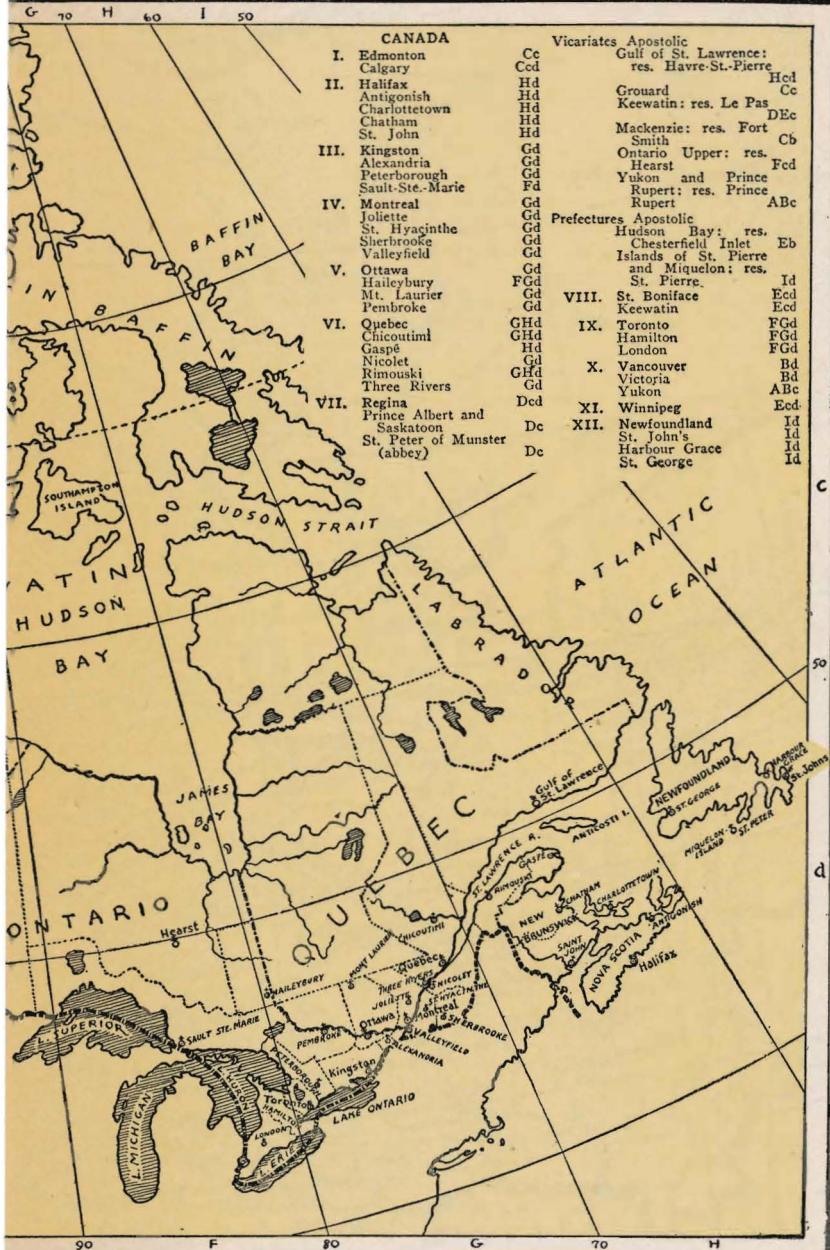 G 70 H 60 I 50
CANADA
I. Edmonton Cc
Calgary Ccd
II. Halifax Hd
Antigonish Hd
Charlottetown Hd
Chatham Hd
St. John Hd
III. Kingston Gd
Alexandria Gd
Peterborough Gd
Sault-Ste.-Marie Fd
IV. Montreal Gd
Joliette Gd
St. Hyacinthe Gd
Sherbrooke Gd
Valleyfield Gd
V. Ottawa Gd
Haileybury FGd
Mt. Laurier Gd
Pembroke Gd
VI. Quebec GHd
Chicoutimi GHd
Gaspé Hd
Nicolet Gd
Rimouski GHd
Three Rivers Gd
VII. Regina Dcd
Prince Albert and
Saskatoon Dc
St. Peter of Munster
(abbey) Dc
Vicariates Apostolic
Gulf of St. Lawrence:
res. Havre-St.-Pierre
Hcd
Grouard Cc
Keewatin: res. Le Pas
DEc
Mackenzie: res. Fort
Smith Cb
Ontario Upper: res.
Hearst Fcd
Yukon and Prince
Rupert: res. Prince
Rupert ABc
Prefectures Apostolic
Hudson Bay: res.
Chesterfield Inlet Eb
Islands of St. Pierre
and Miquelon: res.
St. Pierre. Id
VIII. St. Boniface Ecd
Keewatin Ecd
IX. Toronto FGd
Hamilton FGd
London FGd
X. Vancouver Bd
Victoria Bd
Yukon ABc
XI. Winnipeg Ecd
XII. Newfoundland Id
St. John's Id
Harbour Grace Id
St. George Id
BAFFIN
BAY
IN
BAFFIN
SOUTHAMPTON
ISLAND
HUDSON STRAIT
C
ATLANTIC
OCEAN
ATIN
HUDSON
BAY
LABRAD
50
JAMES
BAY
QUEBEC
Gulf of
St. Lawrence
ANTICOSTI I.
NEWFOUNDLAND
HARBOUR
GRACE
St. Johns
ST. GEORGE
MIQUELON
ISLAND
ST. PETER
d
ST. LAWRENCE R.
GASPÉ
RIMOUSKI
CHATHAM
CHARLOTTETOWN
NEW
BRUNSWICK
ANTIGONISH
SAINT
JOHN
NOVA SCOTIA
Halifax
ONTARIO
Hearst
CHICOUTIMI
MONT LAURIER
Quebec
HAILEYBURY
THREE RIVERS
NICOLET
JOLIETTE
ST. HYACINTHE
Montreal
SHERBROOKE
Ottawa
PEMBROKE
VALLEYFIELD
ALEXANDRIA
L. SUPERIOR
SAULT STE. MARIE
L. HURON
PETERBOROUGH
Kingston
Toronto
HAMILTON
LAKE ONTARIO
LONDON
L. ERIE
L. MICHIGAN
90 F 80 G 70 H